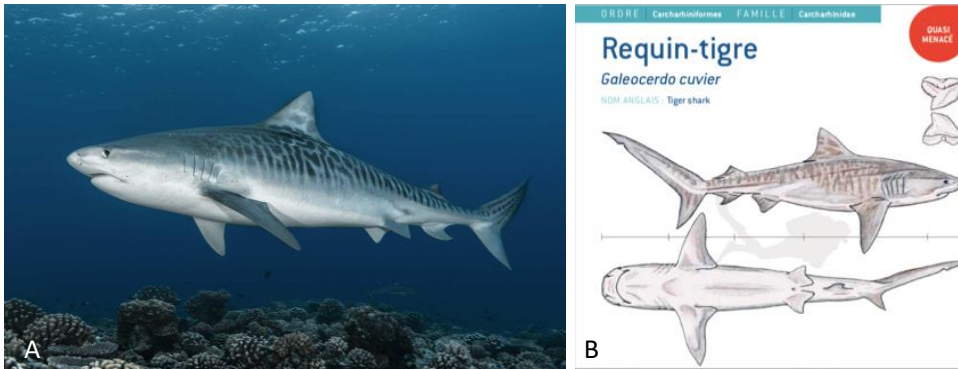 A
ORDRE Carcharhiniformes FAMILLE Carcharhinidae
QUASI
MENACÉ
Requin-tigre
Galeocerdo cuvier
NOM ANGLAIS Tiger shark
B